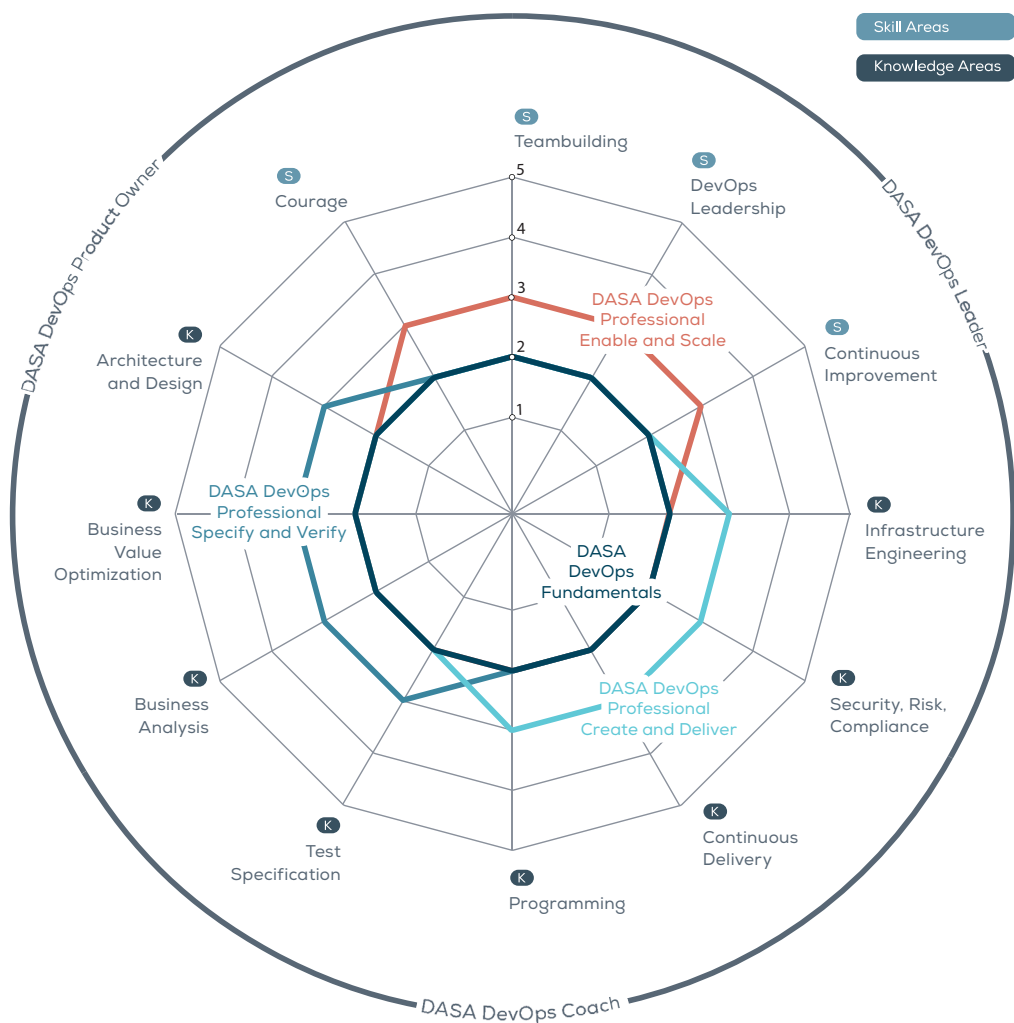 Skill Areas
Knowledge Areas
DASA DevOps Product Owner
DASA DevOps Leader
DASA DevOps Coach
S
Teambuilding
S
DevOps
Leadership
S
Continuous
Improvement
K
Infrastructure
Engineering
K
Security, Risk,
Compliance
K
Continuous
Delivery
K
Programming
K
Test
Specification
K
Business
Analysis
K
Business
Value
Optimization
K
Architecture
and Design
S
Courage
5
4
3
2
1
DASA DevOps
Professional
Enable and Scale
DASA DevOps
Professional
Specify and Verify
DASA
DevOps
Fundamentals
DASA DevOps
Professional
Create and Deliver